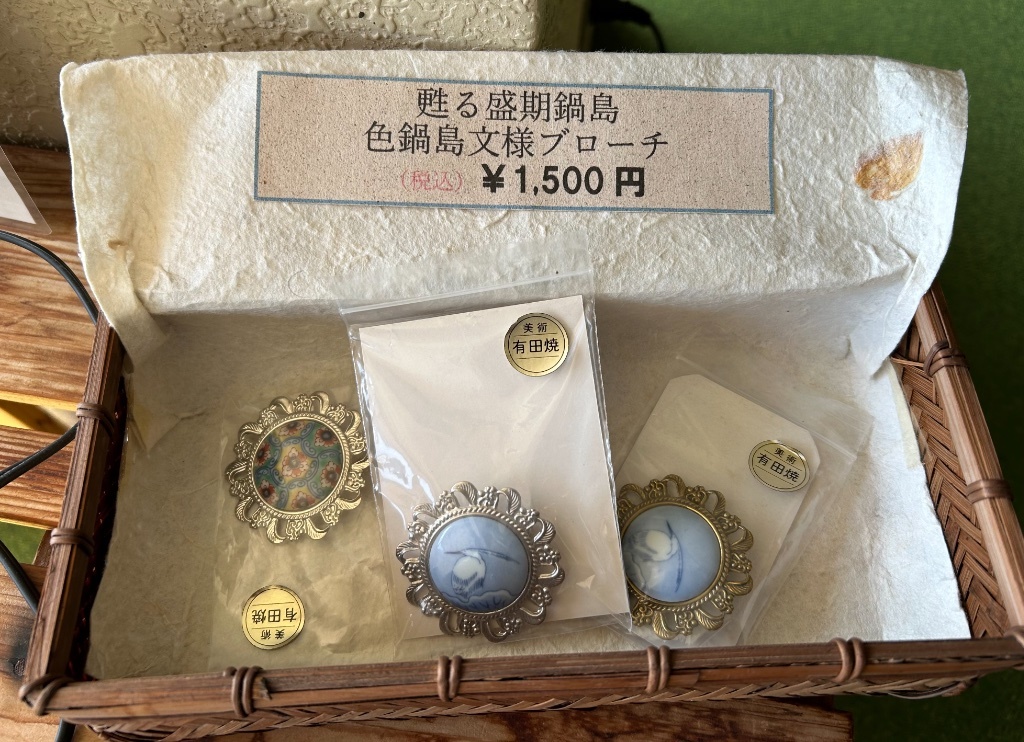 甦る盛期鍋島
色鍋島文様ブローチ
(税込) ¥1,500円
美術
有田焼
美術
有田焼
美術
有田焼